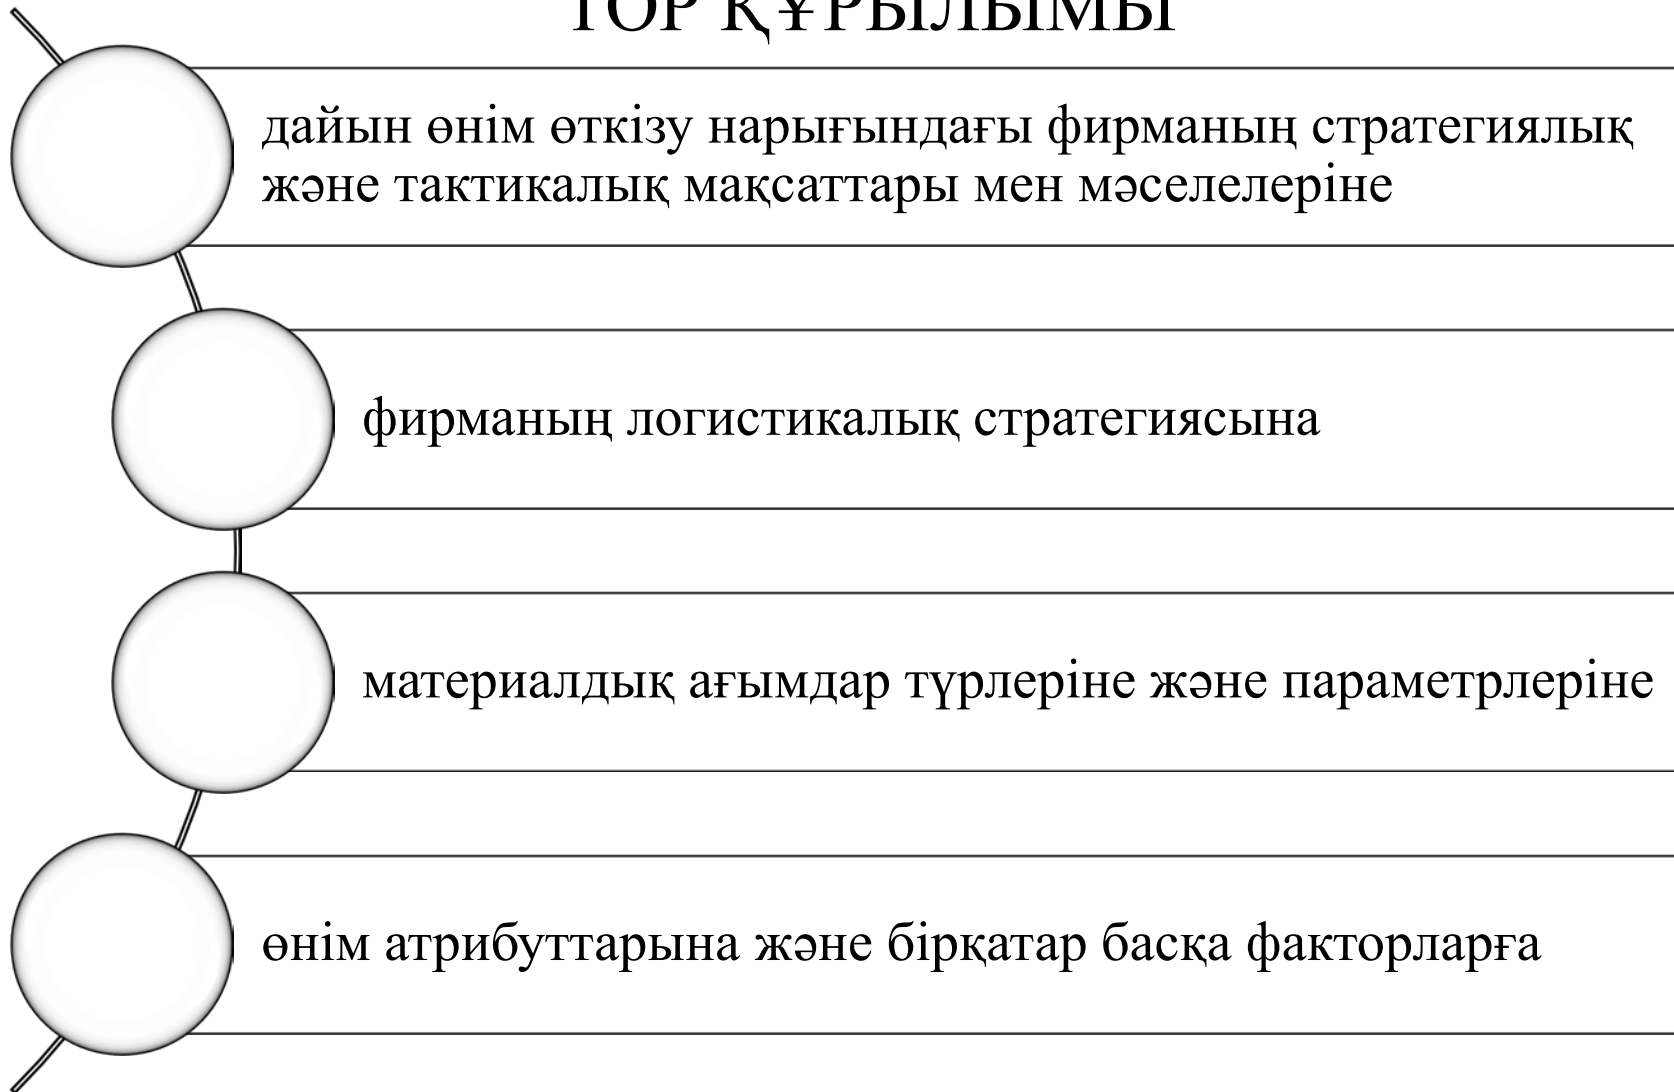 ТОР ҚҰРЫЛЫМЫ
дайын өнім өткізу нарығындағы фирманың стратегиялық
және тактикалық мақсаттары мен мәселелеріне
фирманың логистикалық стратегиясына
материалдық ағымдар түрлеріне және параметрлеріне
өнім атрибуттарына және бірқатар басқа факторларға